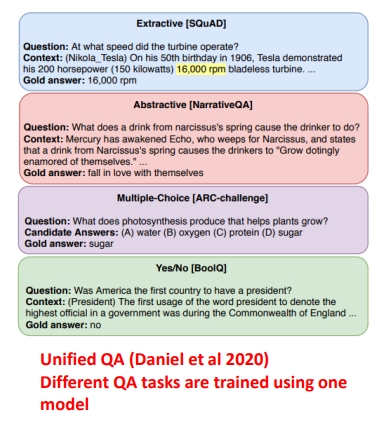 Extractive [SQuAD]
Question: At what speed did the turbine operate?
Context: (Nikola_Tesla) On his 50th birthday in 1906, Tesla demonstrated
his 200 horsepower (150 kilowatts) 16,000 rpm bladeless turbine. ...
Gold answer: 16,000 rpm
Abstractive [NarrativeQA]
Question: What does a drink from narcissus's spring cause the drinker to do?
Context: Mercury has awakened Echo, who weeps for Narcissus, and states
that a drink from Narcissus's spring causes the drinkers to "Grow dotingly
enamored of themselves." ...
Gold answer: fall in love with themselves
Multiple-Choice [ARC-challenge]
Question: What does photosynthesis produce that helps plants grow?
Candidate Answers: (A) water (B) oxygen (C) protein (D) sugar
Gold answer: sugar
Yes/No [BoolQ]
Question: Was America the first country to have a president?
Context: (President) The first usage of the word president to denote the
highest official in a government was during the Commonwealth of England ...
Gold answer: no
Unified QA (Daniel et al 2020)
Different QA tasks are trained using one
model